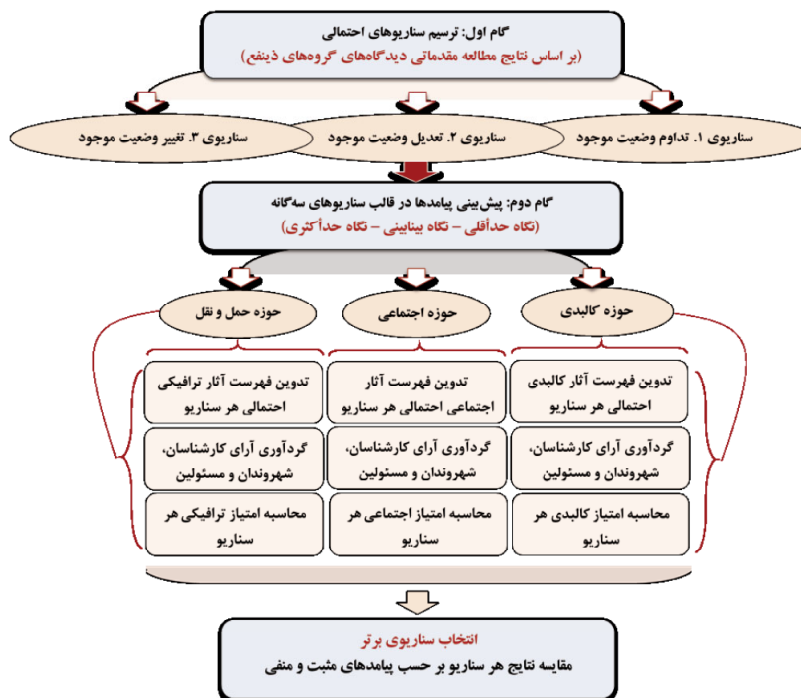 گام اول: ترسیم سناریوهای احتمالی
(بر اساس نتایج مطالعه مقدماتی دیدگاه‌های گروه‌های ذینفع)
سناریوی ۱. تداوم وضعیت موجود
سناریوی ۲. تعدیل وضعیت موجود
سناریوی ۳. تغییر وضعیت موجود
گام دوم: پیش‌بینی پیامدها در قالب سناریوهای سه‌گانه
(نگاه حدأقلی – نگاه بینابینی – نگاه حدأکثری)
حوزه کالبدی
حوزه اجتماعی
حوزه حمل و نقل
تدوین فهرست آثار کالبدی
احتمالی هر سناریو
تدوین فهرست آثار
اجتماعی احتمالی هر سناریو
تدوین فهرست آثار ترافیکی
احتمالی هر سناریو
گردآوری آرای کارشناسان،
شهروندان و مسئولین
گردآوری آرای کارشناسان،
شهروندان و مسئولین
گردآوری آرای کارشناسان،
شهروندان و مسئولین
محاسبه امتیاز کالبدی هر
سناریو
محاسبه امتیاز اجتماعی هر
سناریو
محاسبه امتیاز ترافیکی هر
سناریو
انتخاب سناریوی برتر
مقایسه نتایج هر سناریو بر حسب پیامدهای مثبت و منفی